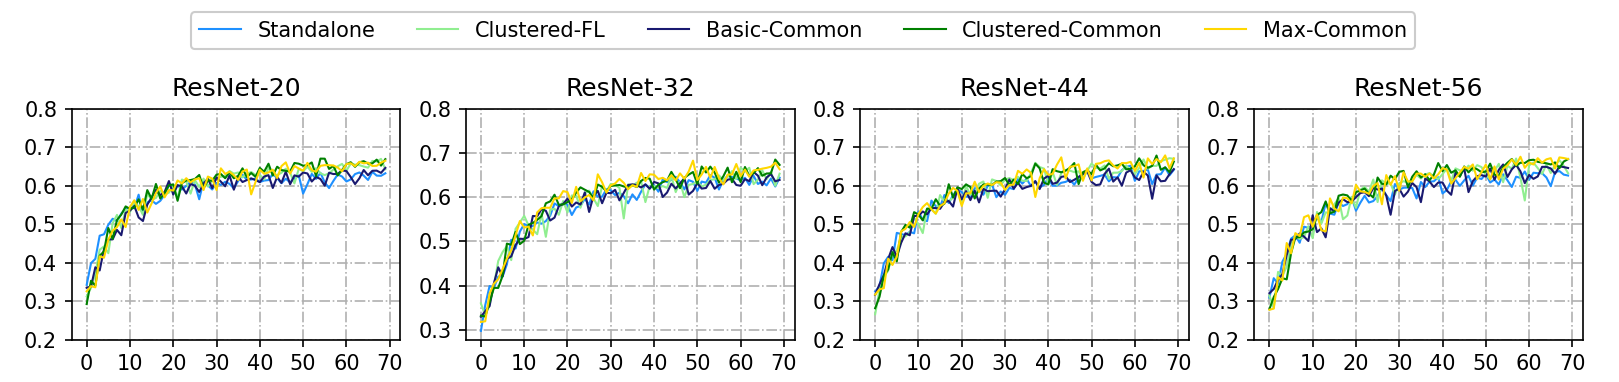 Standalone Clustered-FL Basic-Common Clustered-Common Max-Common
ResNet-20 ResNet-32 ResNet-44 ResNet-56
0.8 0.8 0.8 0.8
0.7 0.7 0.7 0.7
0.6 0.6 0.6 0.6
0.5 0.5 0.5 0.5
0.4 0.4 0.4 0.4
0.3 0.3 0.3 0.3
0.2 0.2 0.2
0 10 20 30 40 50 60 70 0 10 20 30 40 50 60 70 0 10 20 30 40 50 60 70 0 10 20 30 40 50 60 70